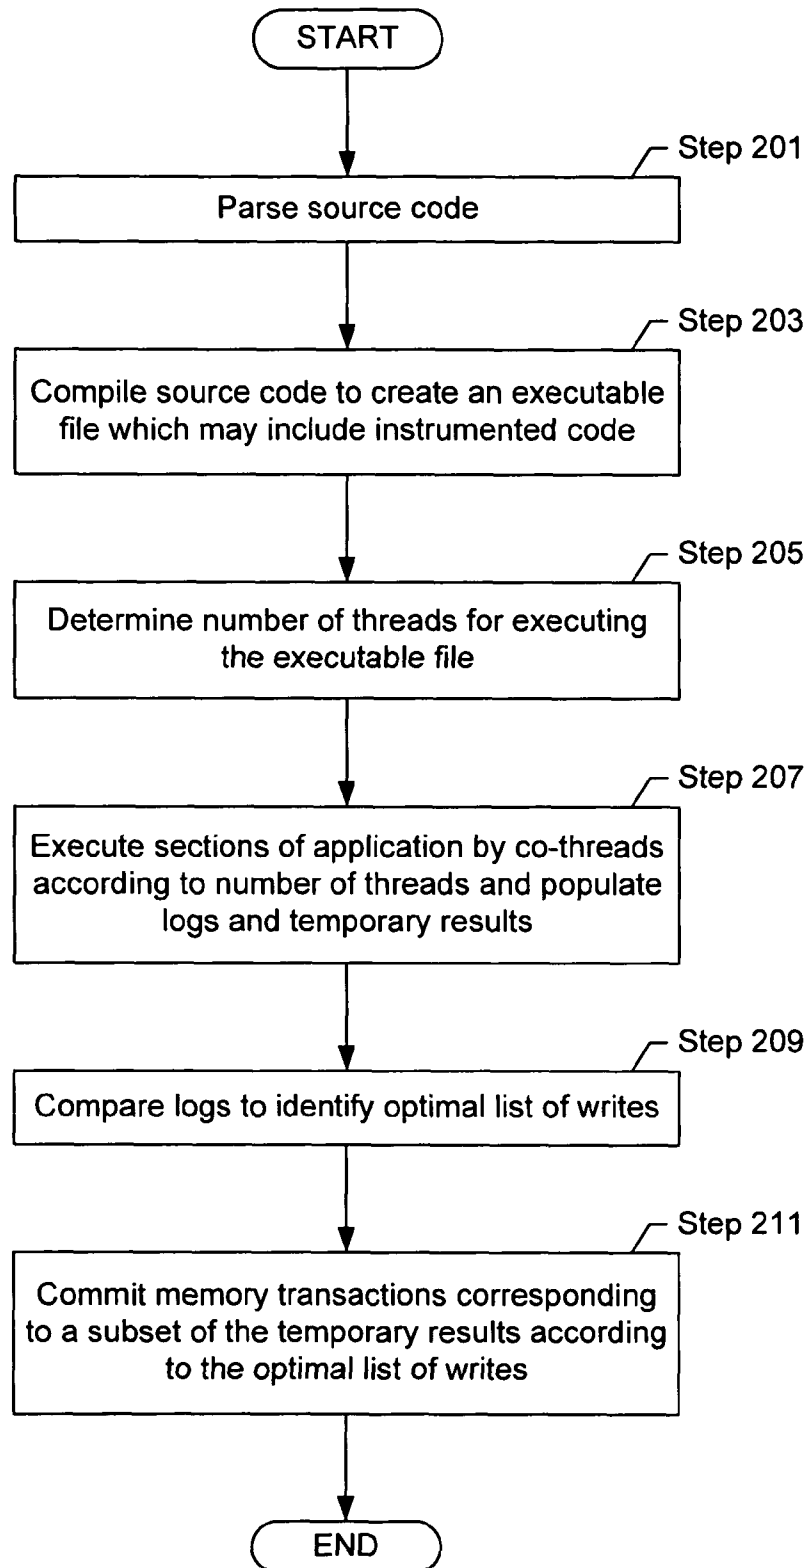 START
Step 201
Parse source code
Step 203
Compile source code to create an executable
file which may include instrumented code
Step 205
Determine number of threads for executing
the executable file
Step 207
Execute sections of application by co-threads
according to number of threads and populate
logs and temporary results
Step 209
Compare logs to identify optimal list of writes
Step 211
Commit memory transactions corresponding
to a subset of the temporary results according
to the optimal list of writes
END